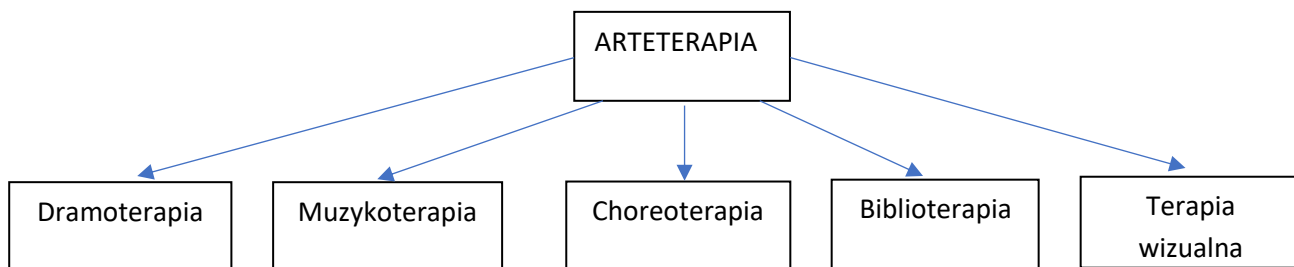 ARTETERAPIA
Dramoterapia
Muzykoterapia
Choreoterapia
Biblioterapia
Terapia
wizualna